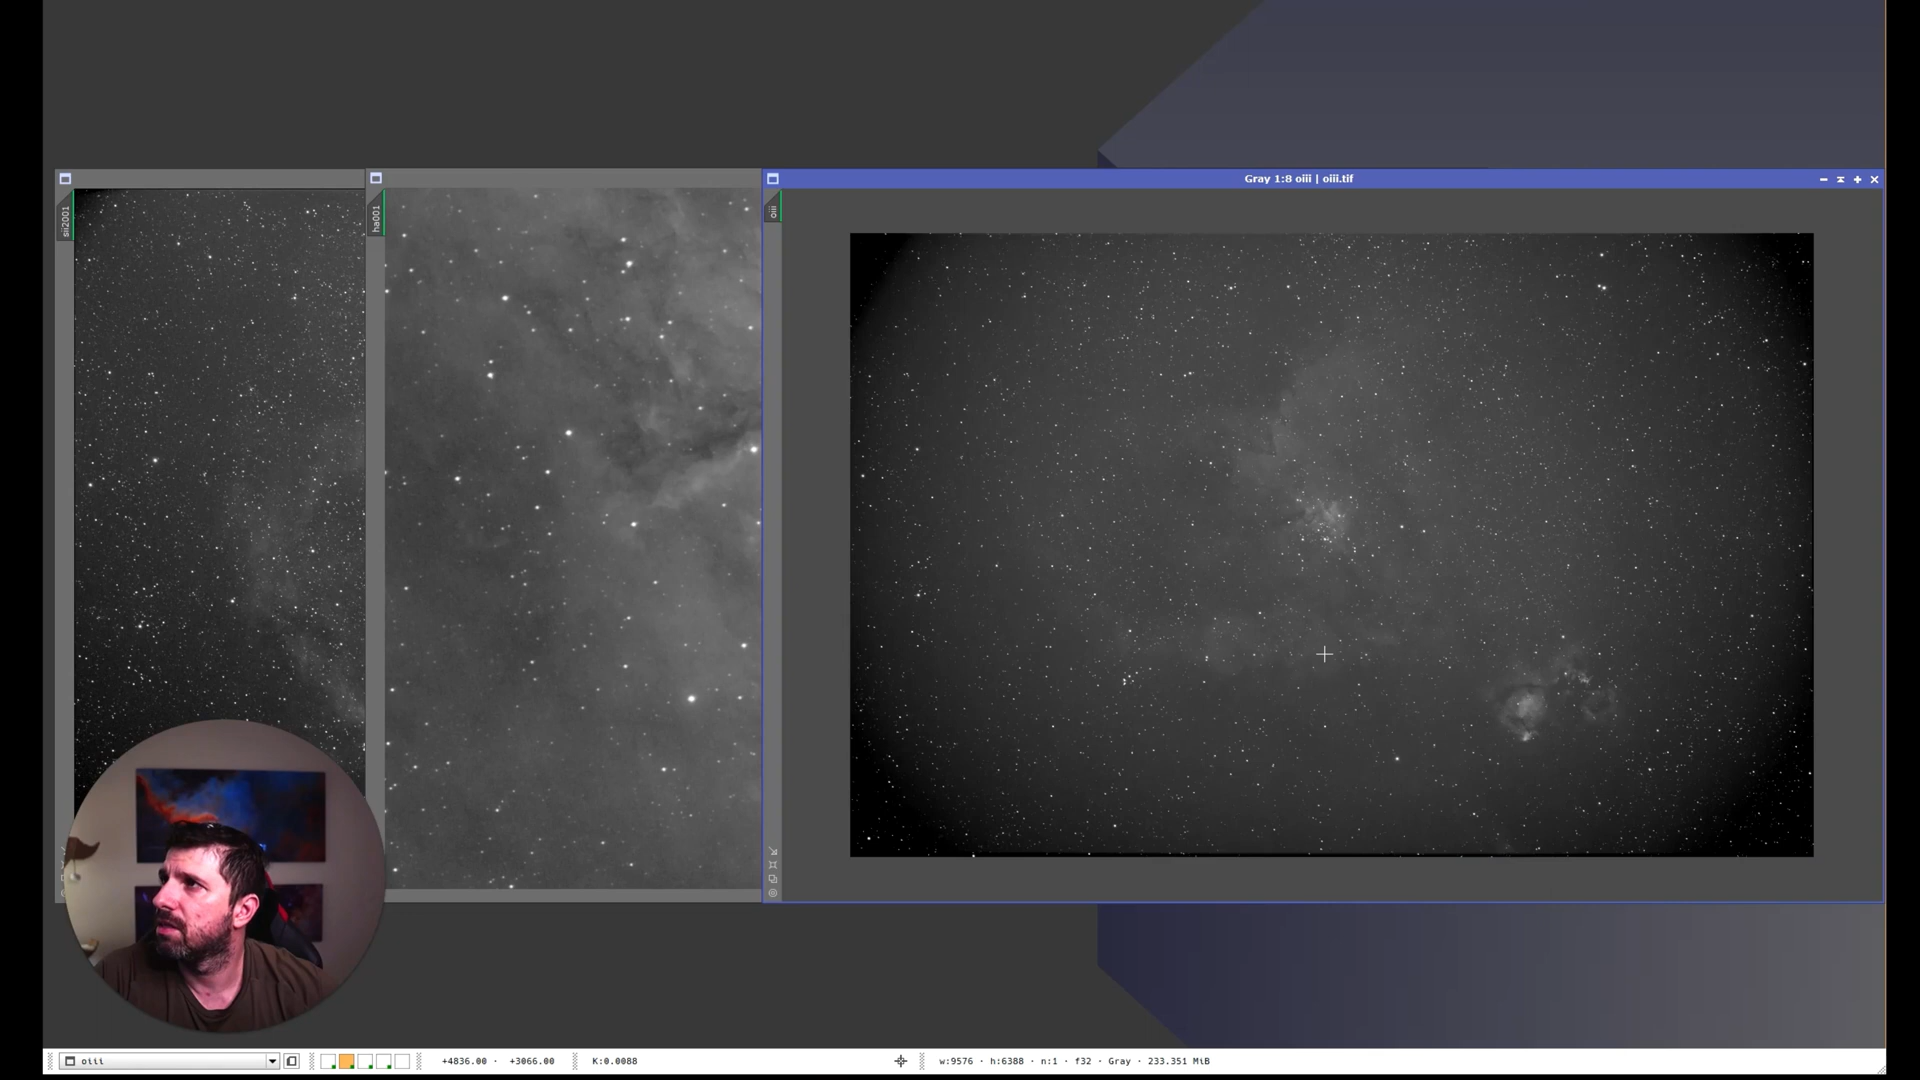 Gray 1:8 oiii | oiii.tif
sii2001
ha001
oiii
oiii
+4836.00 · +3066.00
K:0.0088
w:9576 · h:6388 · n:1 · f32 · Gray · 233.351 MiB